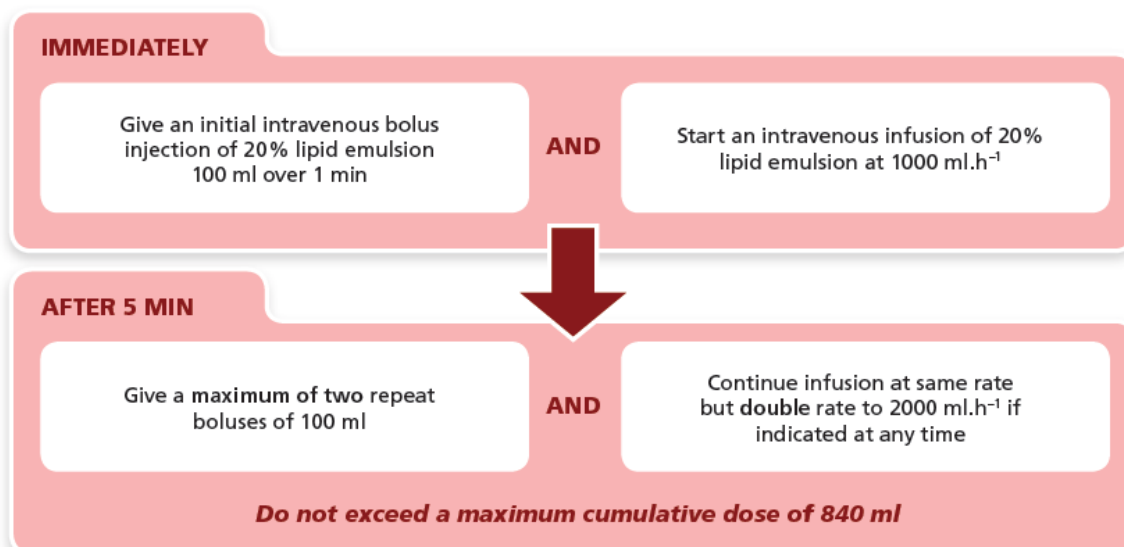 IMMEDIATELY
Give an initial intravenous bolus
injection of 20% lipid emulsion
100 ml over 1 min
AND
Start an intravenous infusion of 20%
lipid emulsion at 1000 ml.h⁻¹
AFTER 5 MIN
Give a maximum of two repeat
boluses of 100 ml
AND
Continue infusion at same rate
but double rate to 2000 ml.h⁻¹ if
indicated at any time
Do not exceed a maximum cumulative dose of 840 ml